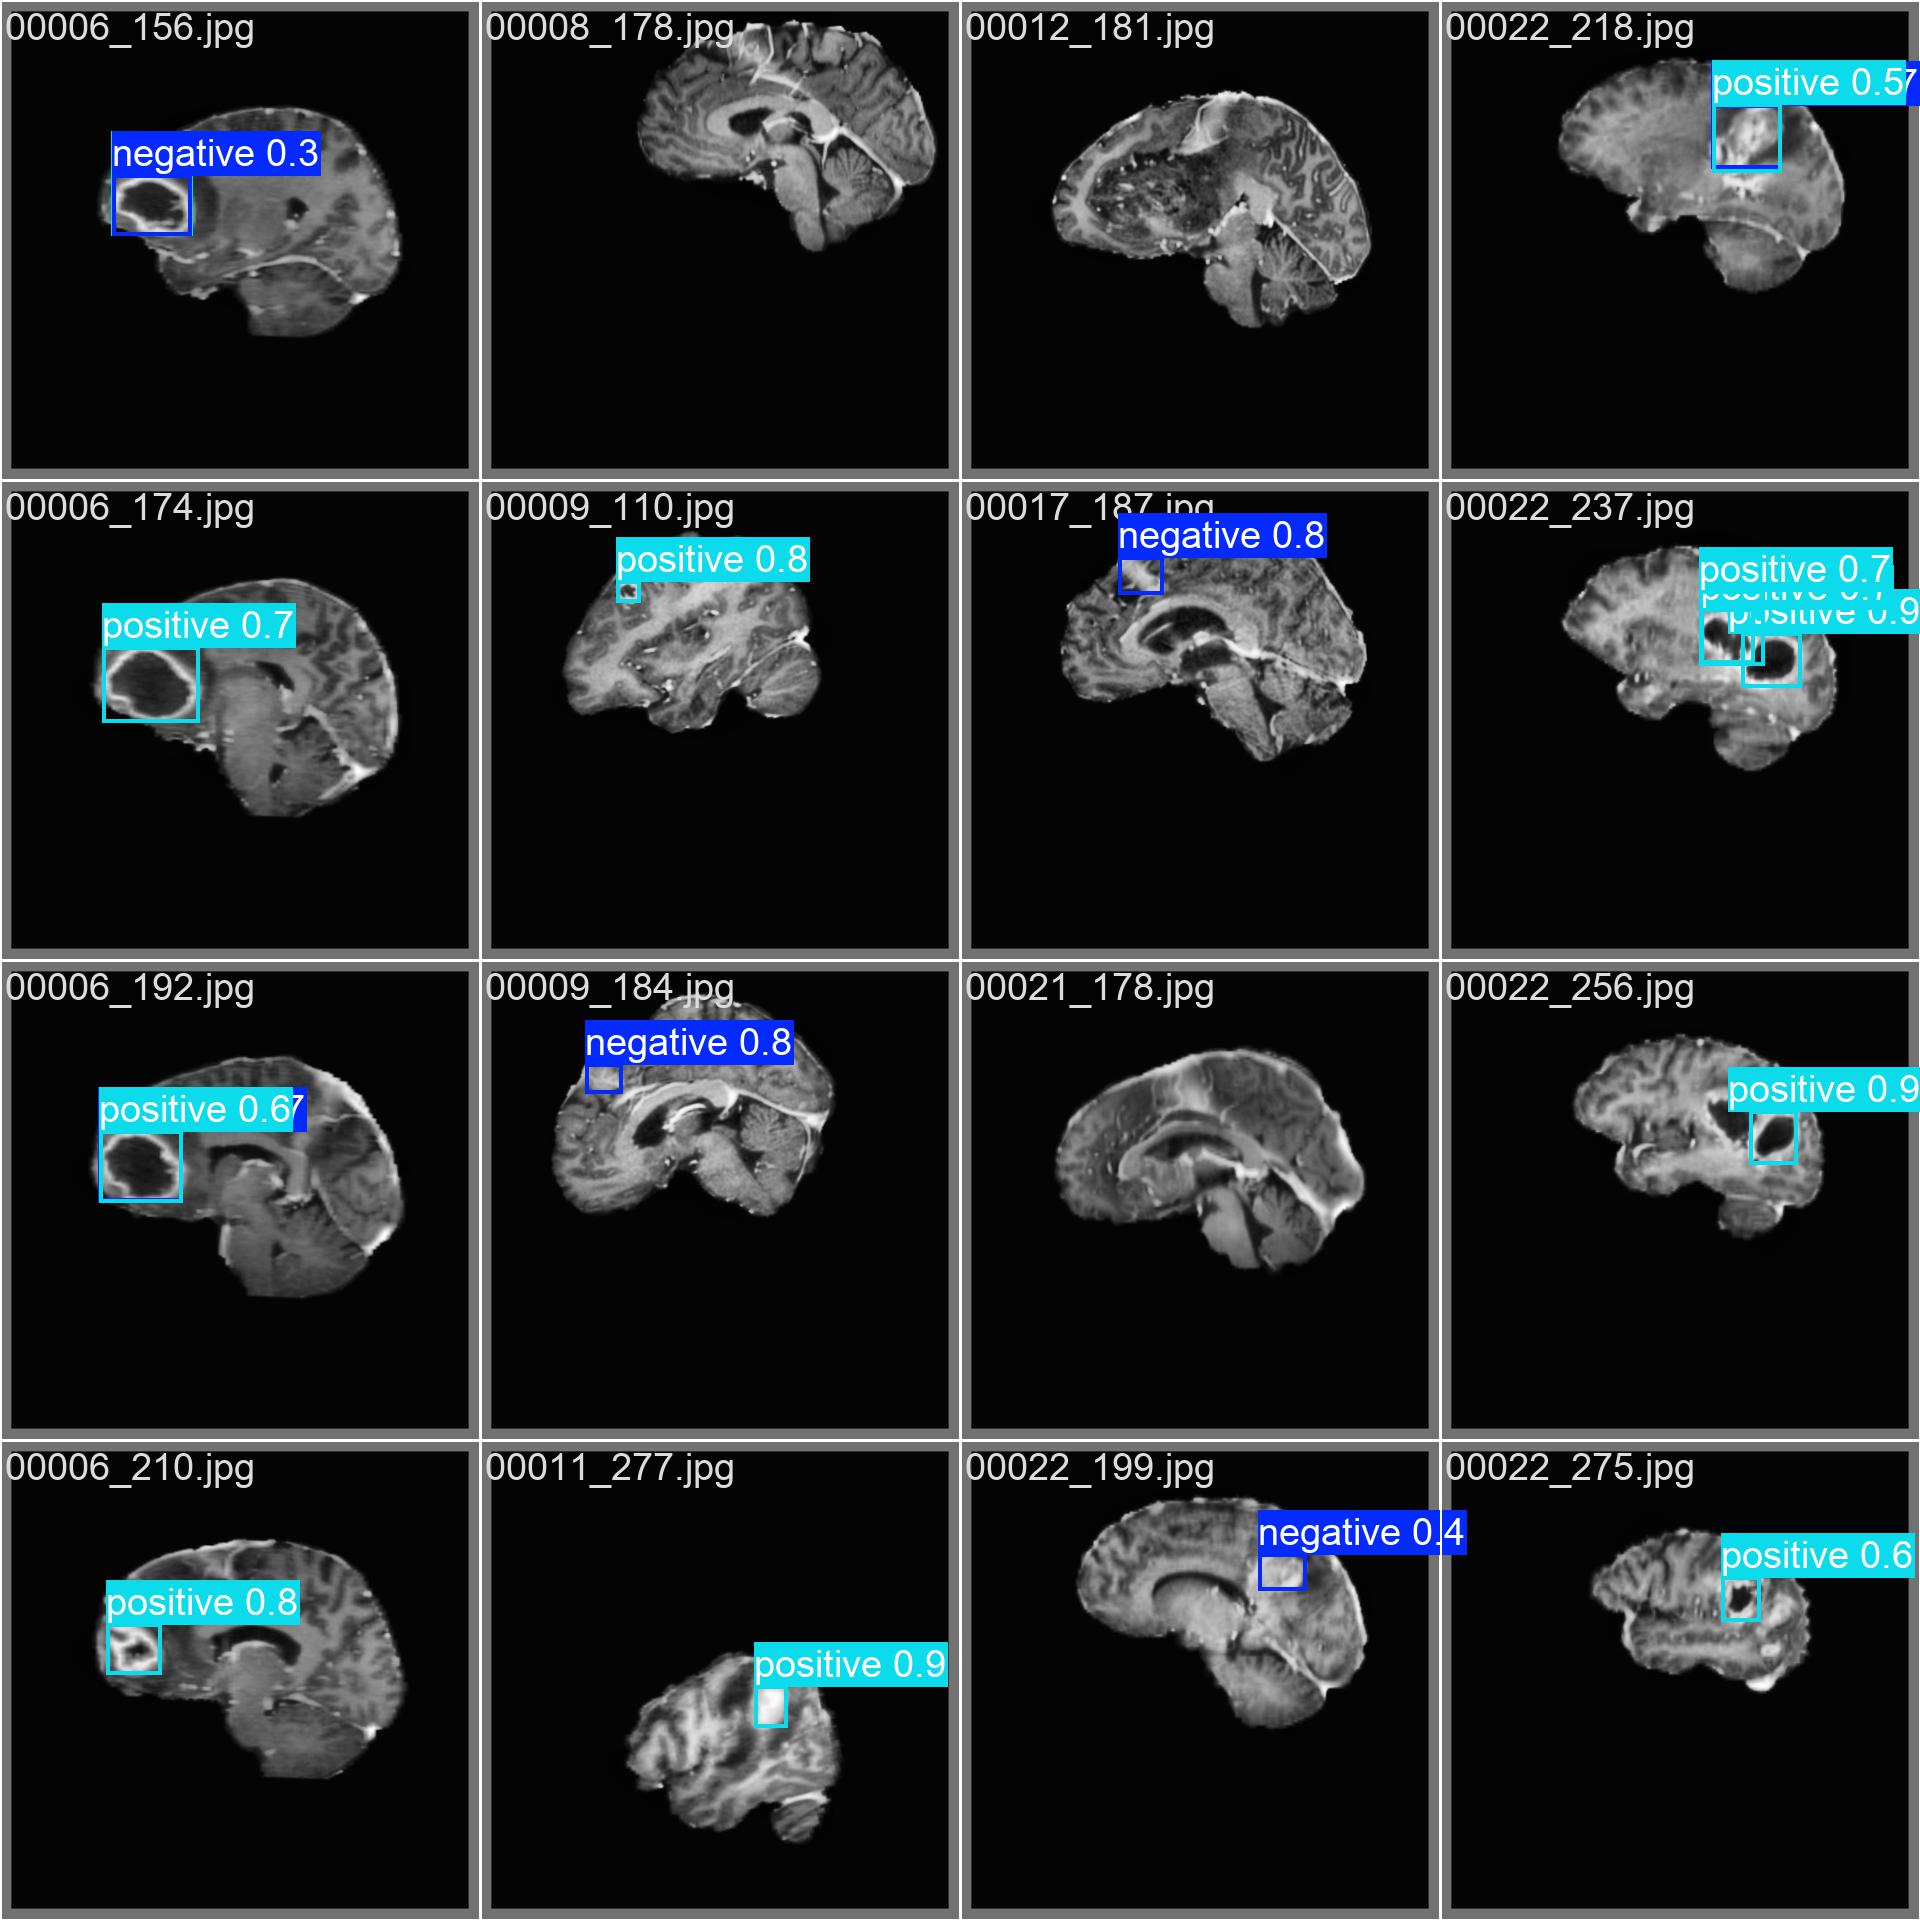 00006_156.jpg
negative 0.3
00008_178.jpg
00012_181.jpg
00022_218.jpg
positive 0.57
00006_174.jpg
positive 0.7
00009_110.jpg
positive 0.8
00017_187.jpg
negative 0.8
00022_237.jpg
positive 0.7
positive 0.7
positive 0.9
00006_192.jpg
positive 0.67
00009_184.jpg
negative 0.8
00021_178.jpg
00022_256.jpg
positive 0.9
00006_210.jpg
positive 0.8
00011_277.jpg
positive 0.9
00022_199.jpg
negative 0.4
00022_275.jpg
positive 0.6